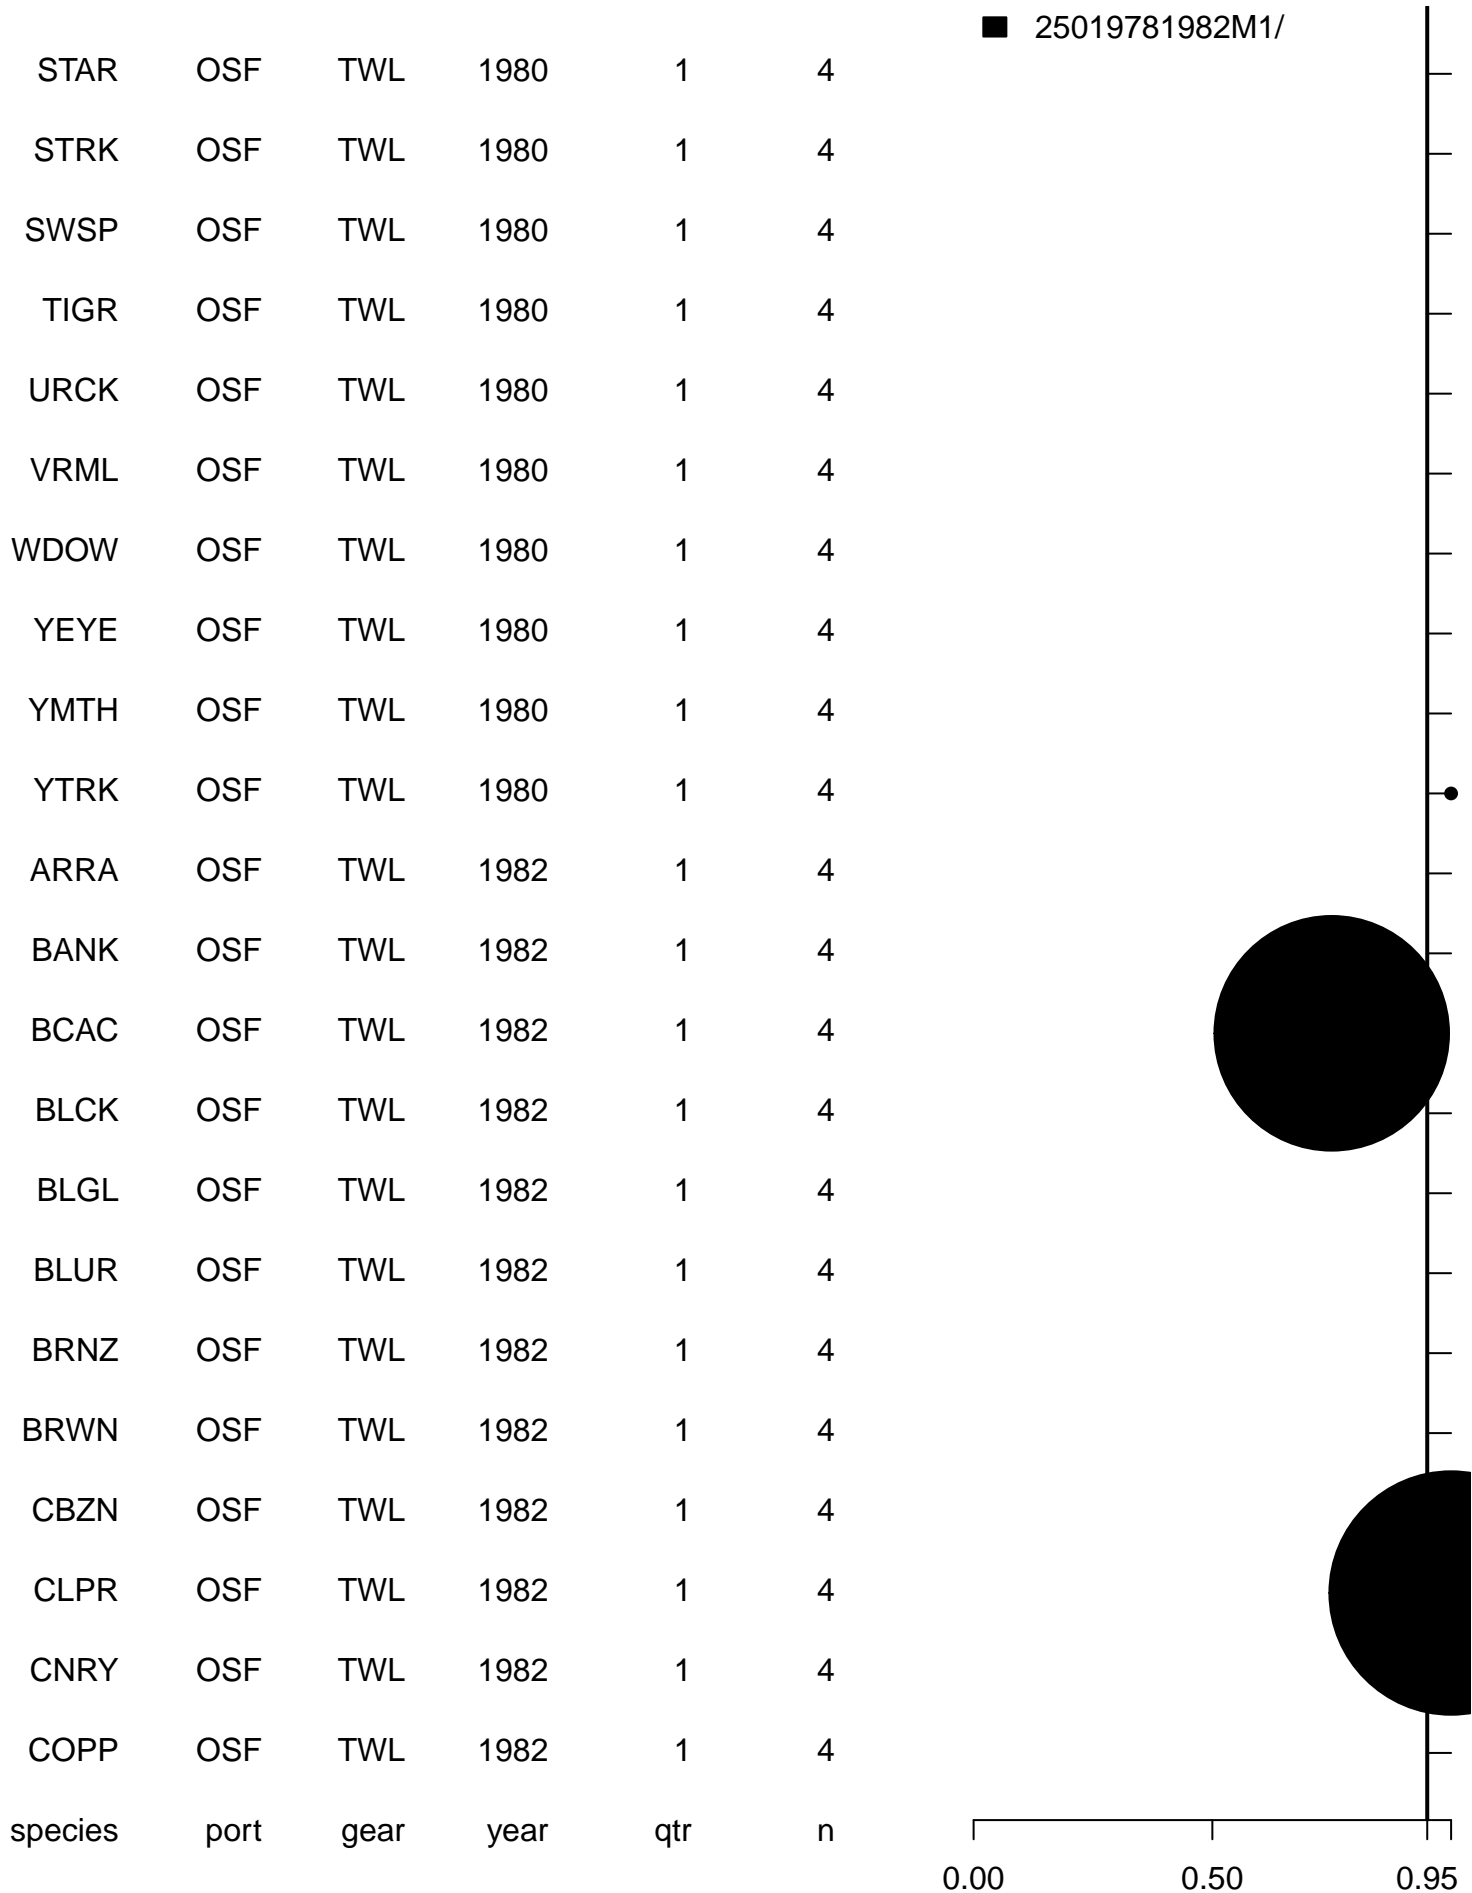 25019781982M1/
STAR OSF TWL 1980 1 4
STRK OSF TWL 1980 1 4
SWSP OSF TWL 1980 1 4
TIGR OSF TWL 1980 1 4
URCK OSF TWL 1980 1 4
VRML OSF TWL 1980 1 4
WDOW OSF TWL 1980 1 4
YEYE OSF TWL 1980 1 4
YMTH OSF TWL 1980 1 4
YTRK OSF TWL 1980 1 4
ARRA OSF TWL 1982 1 4
BANK OSF TWL 1982 1 4
BCAC OSF TWL 1982 1 4
BLCK OSF TWL 1982 1 4
BLGL OSF TWL 1982 1 4
BLUR OSF TWL 1982 1 4
BRNZ OSF TWL 1982 1 4
BRWN OSF TWL 1982 1 4
CBZN OSF TWL 1982 1 4
CLPR OSF TWL 1982 1 4
CNRY OSF TWL 1982 1 4
COPP OSF TWL 1982 1 4
species port gear year qtr n
0.00 0.50 0.95